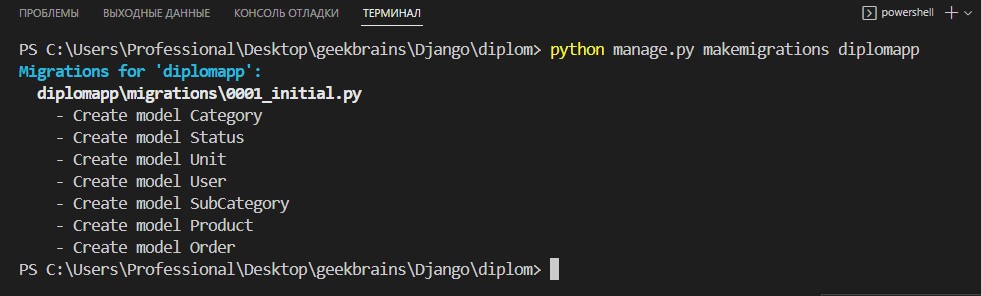 ПРОБЛЕМЫ ВЫХОДНЫЕ ДАННЫЕ КОНСОЛЬ ОТЛАДКИ ТЕРМИНАЛ powershell
PS C:\Users\Professional\Desktop\geekbrains\Django\diplom> python manage.py makemigrations diplomapp
Migrations for 'diplomapp':
diplomapp\migrations\0001_initial.py
- Create model Category
- Create model Status
- Create model Unit
- Create model User
- Create model SubCategory
- Create model Product
- Create model Order
PS C:\Users\Professional\Desktop\geekbrains\Django\diplom>